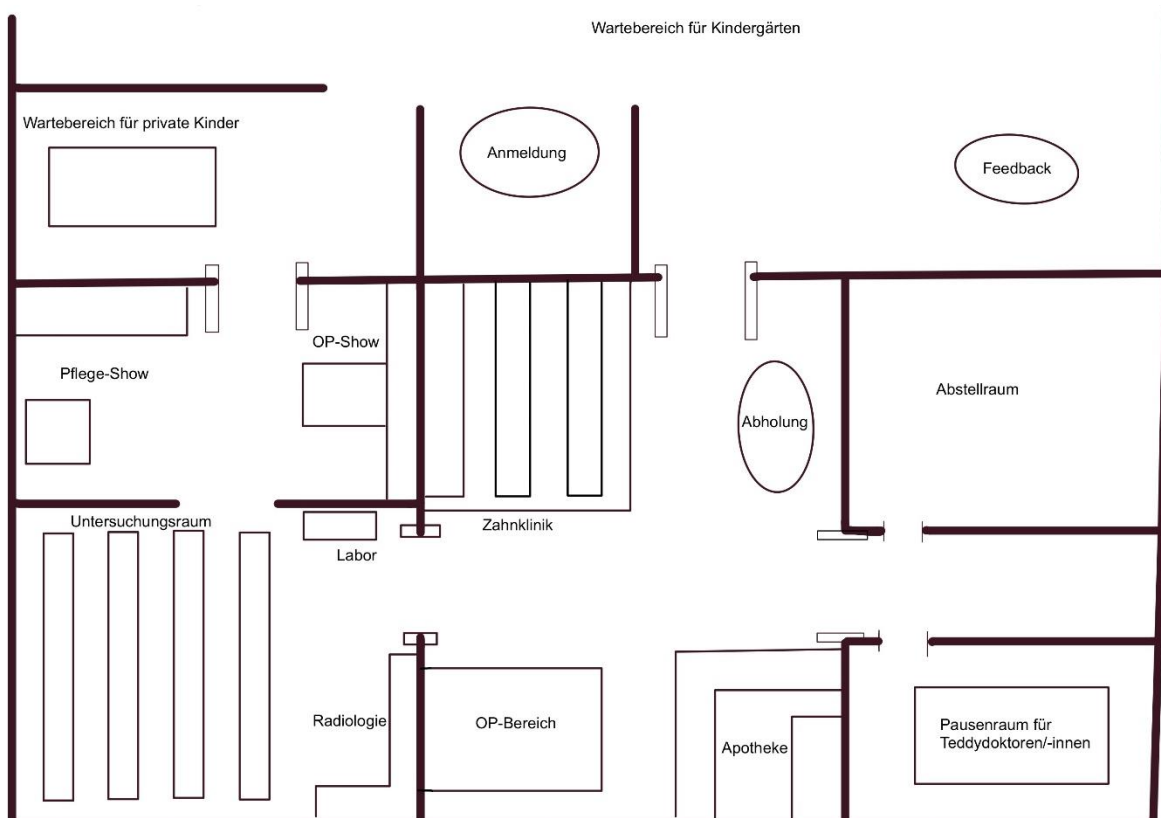 Wartebereich für Kindergärten
Wartebereich für private Kinder
Anmeldung
Feedback
OP-Show
Pflege-Show
Abstellraum
Abholung
Untersuchungsraum
Zahnklinik
Labor
Radiologie
OP-Bereich
Apotheke
Pausenraum für
Teddydoktoren/-innen